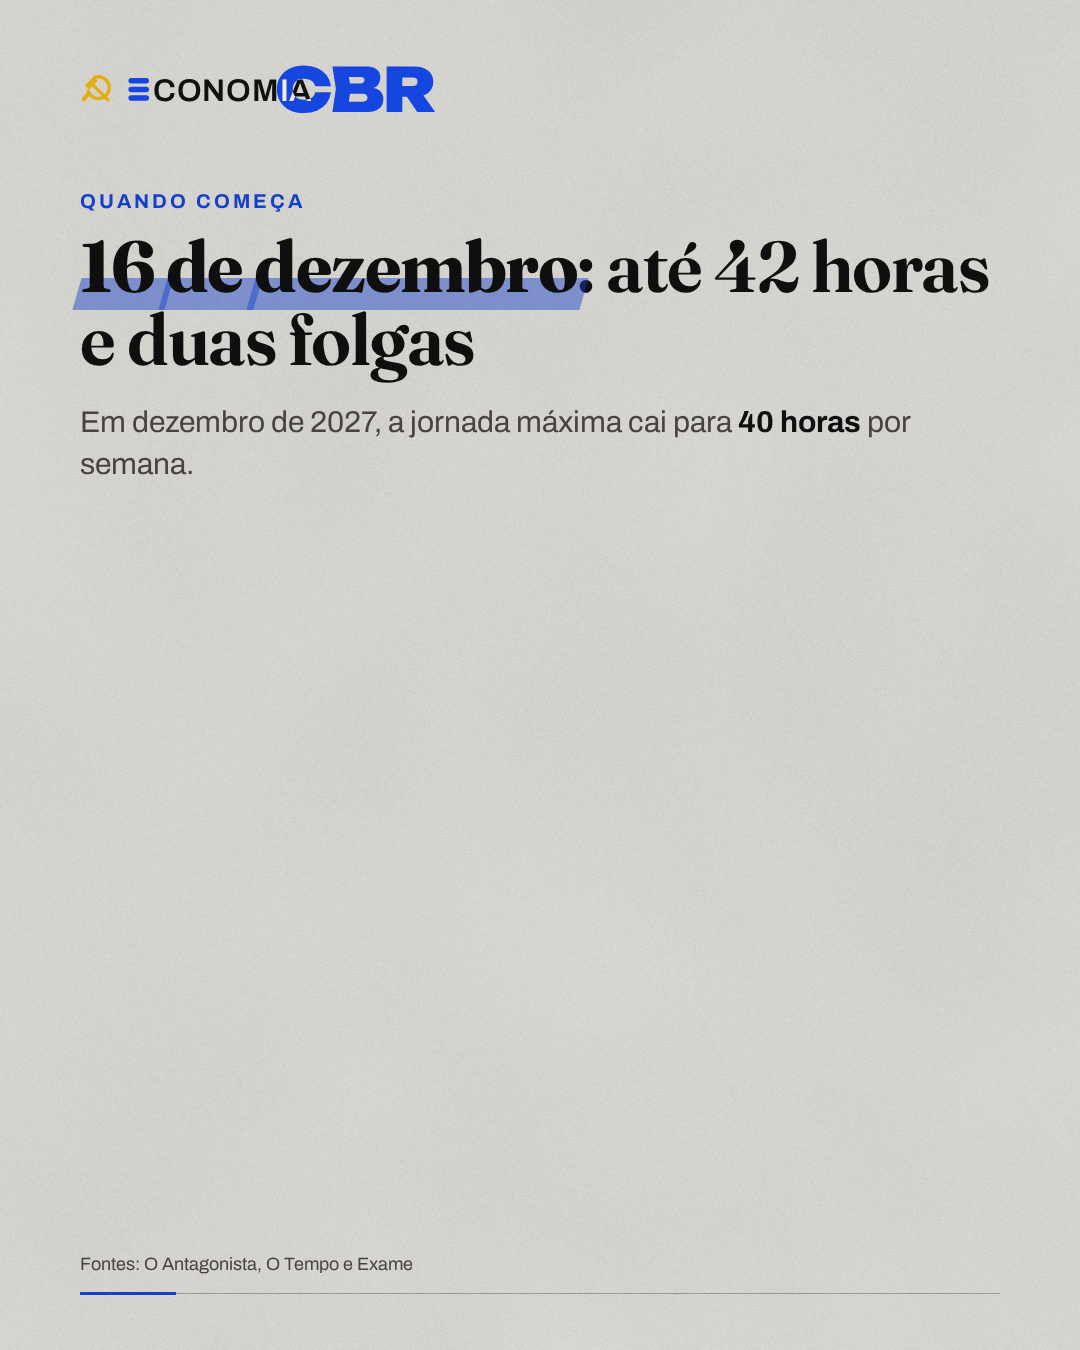 ECONOMIA CBR
QUANDO COMEÇA
16 de dezembro: até 42 horas
e duas folgas
Em dezembro de 2027, a jornada máxima cai para 40 horas por
semana.
Fontes: O Antagonista, O Tempo e Exame